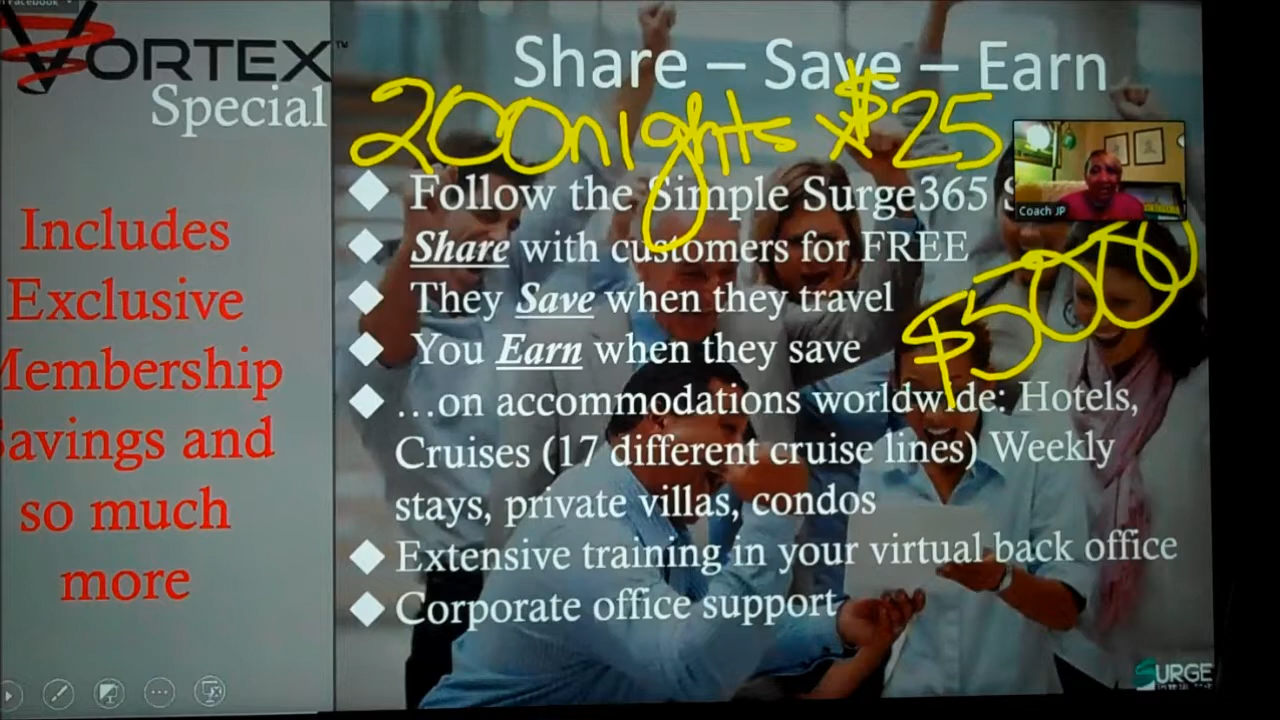 Facebook
VORTEX™
Special
Includes
Exclusive
Membership
Savings and
so much
more
Share – Save – Earn
200 nights x $25
Follow the Simple Surge365
Coach JP
Share with customers for FREE
They Save when they travel
$5000
You Earn when they save
…on accommodations worldwide: Hotels,
Cruises (17 different cruise lines) Weekly
stays, private villas, condos
Extensive training in your virtual back office
Corporate office support
SURGE